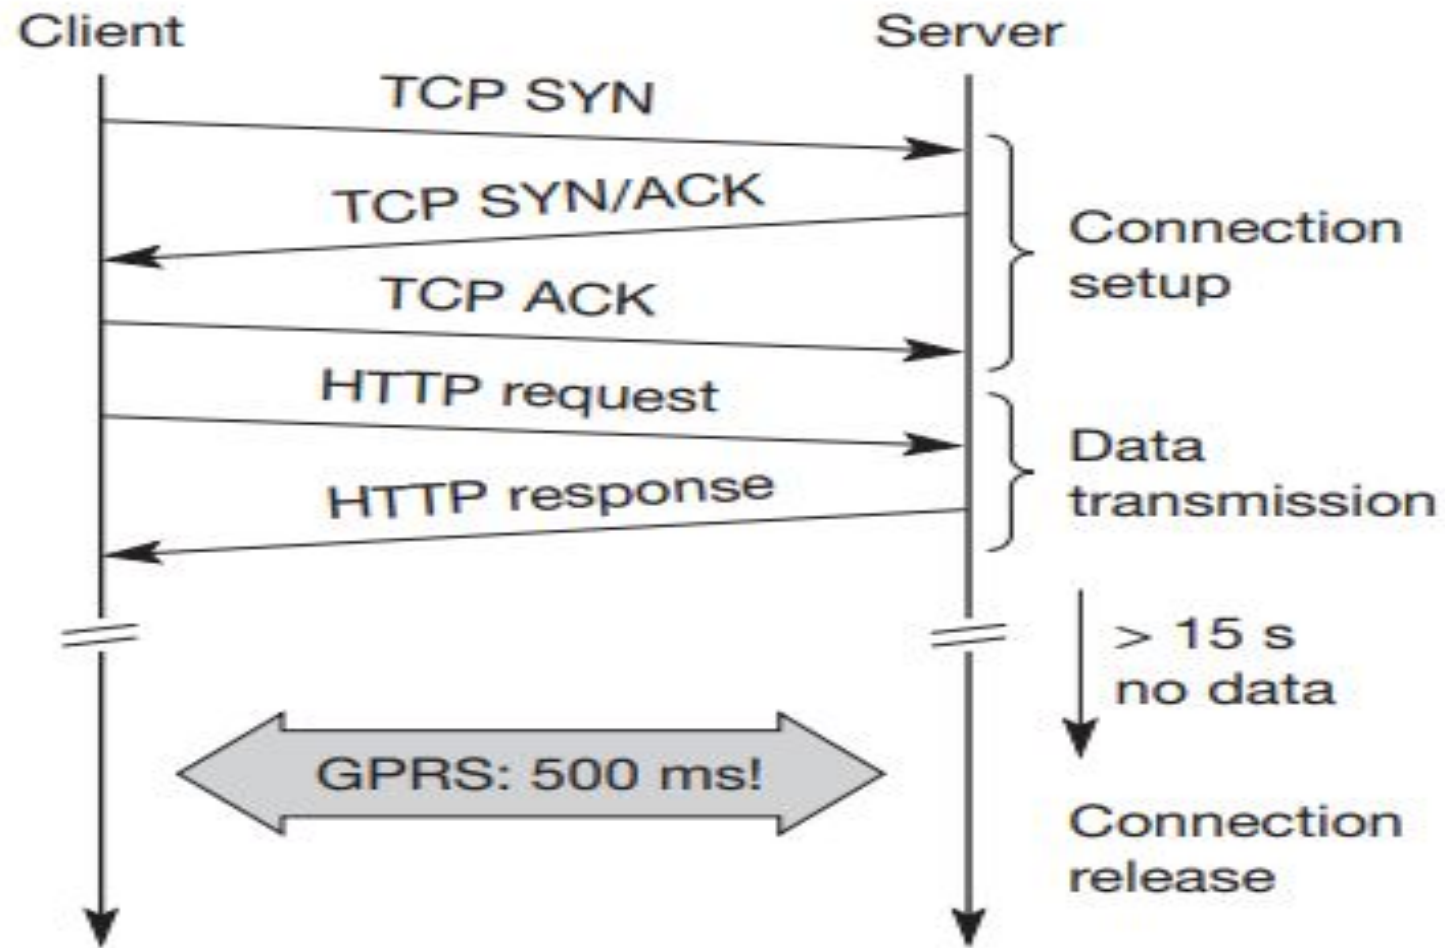 Client
Server
TCP SYN
TCP SYN/ACK
Connection
setup
TCP ACK
HTTP request
Data
transmission
HTTP response
> 15 s
no data
GPRS: 500 ms!
Connection
release